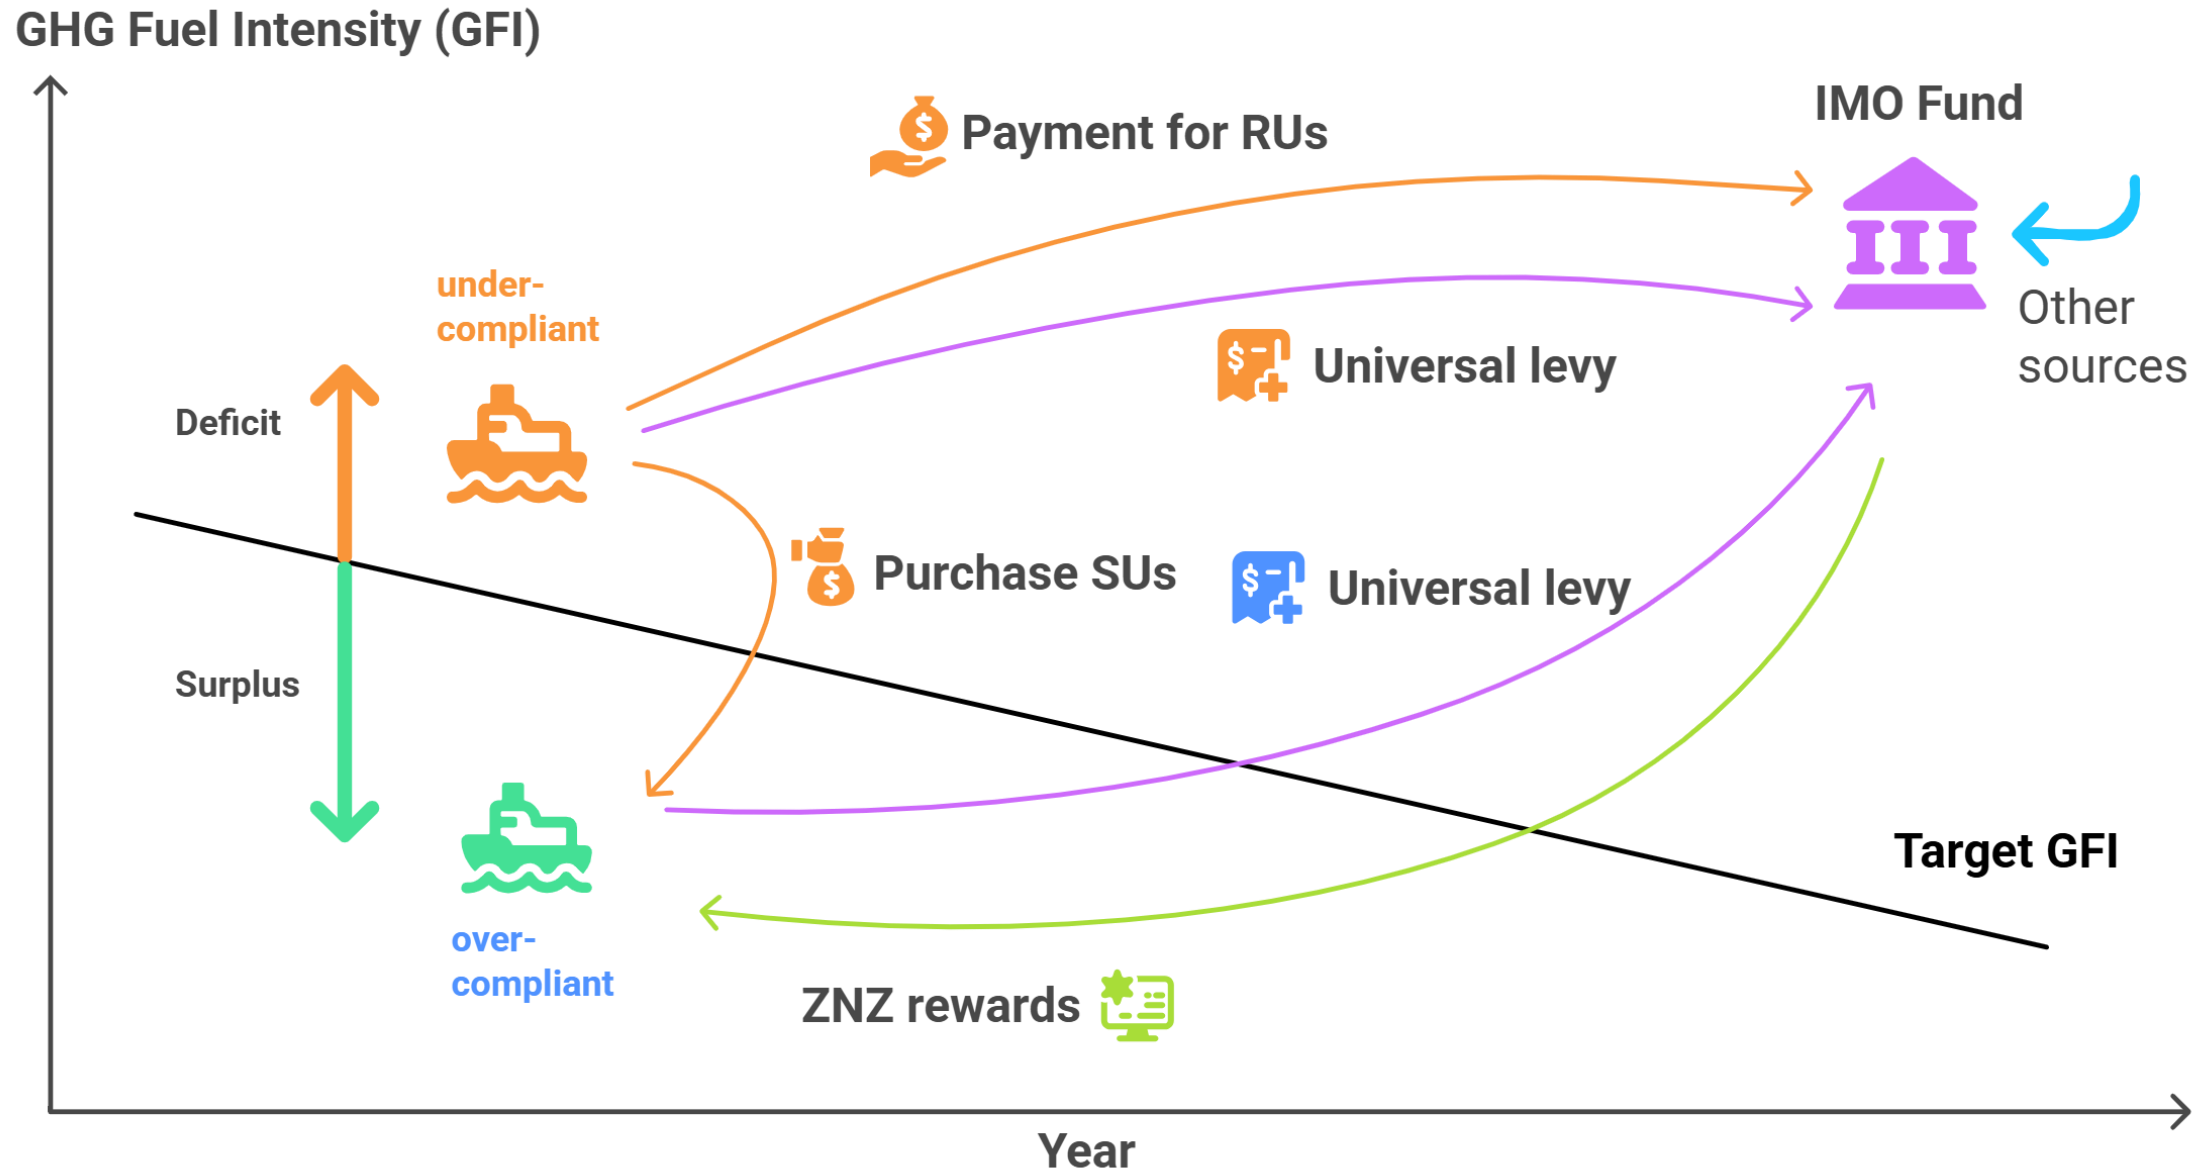 GHG Fuel Intensity (GFI)
IMO Fund
$ Payment for RUs
under-
compliant
Other
sources
$ Universal levy
Deficit
$ Purchase SUs
$ Universal levy
Surplus
Target GFI
over-
compliant
ZNZ rewards
Year